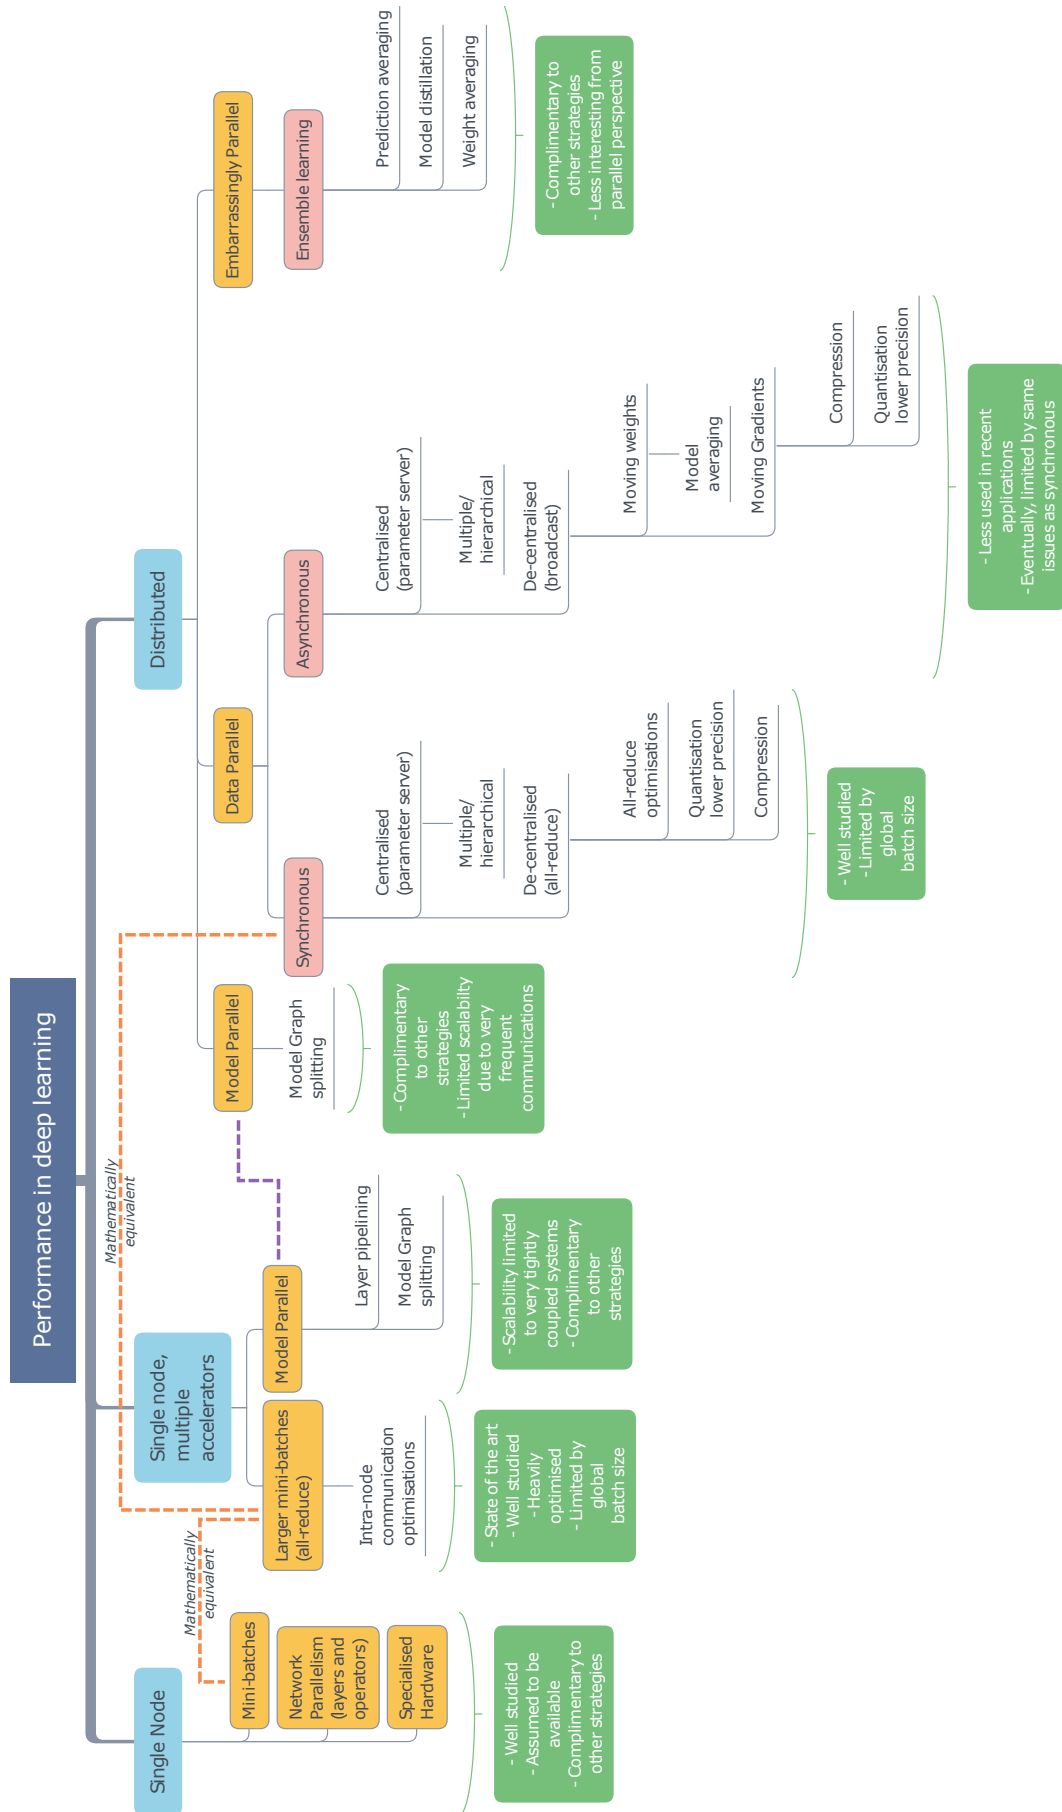 Performance in deep learning
Single Node
Mini-batches
Network
Parallelism
(layers and
operators)
Specialised
Hardware
- Well studied
- Assumed to be
available
- Complimentary to
other strategies
Mathematically
equivalent
Single node,
multiple
accelerators
Larger mini-batches
(all-reduce)
Intra-node
communication
optimisations
- State of the art
- Well studied
- Heavily
optimised
- Limited by
global
batch size
Model Parallel
Layer pipelining
Model Graph
splitting
- Scalability limited
to very tightly
coupled systems
- Complimentary
to other
strategies
Mathematically
equivalent
Distributed
Model Parallel
Model Graph
splitting
- Complimentary
to other
strategies
- Limited scalabilty
due to very
frequent
communications
Data Parallel
Synchronous
Centralised
(parameter server)
Multiple/
hierarchical
De-centralised
(all-reduce)
All-reduce
optimisations
Quantisation
lower precision
Compression
- Well studied
- Limited by
global
batch size
Asynchronous
Centralised
(parameter server)
Multiple/
hierarchical
De-centralised
(broadcast)
Moving weights
Model
averaging
Moving Gradients
Compression
Quantisation
lower precision
- Less used in recent
applications
- Eventually, limited by same
issues as synchronous
Embarrassingly Parallel
Ensemble learning
Prediction averaging
Model distillation
Weight averaging
- Complimentary to
other strategies
- Less interesting from
parallel perspective